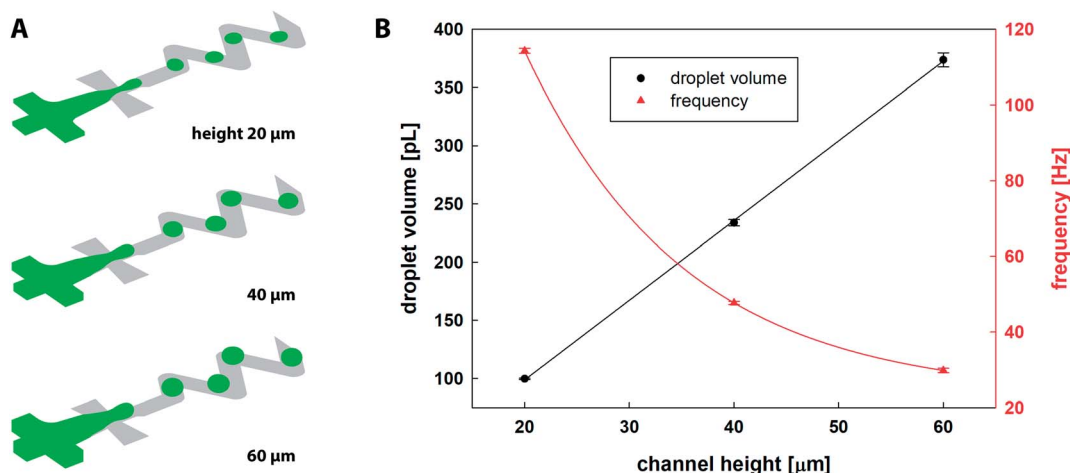 A
height 20 µm
40 µm
60 µm
B
droplet volume [pL]
400
350
300
250
200
150
100
droplet volume
frequency
20
30
40
50
60
channel height [µm]
120
100
80
60
40
20
frequency [Hz]